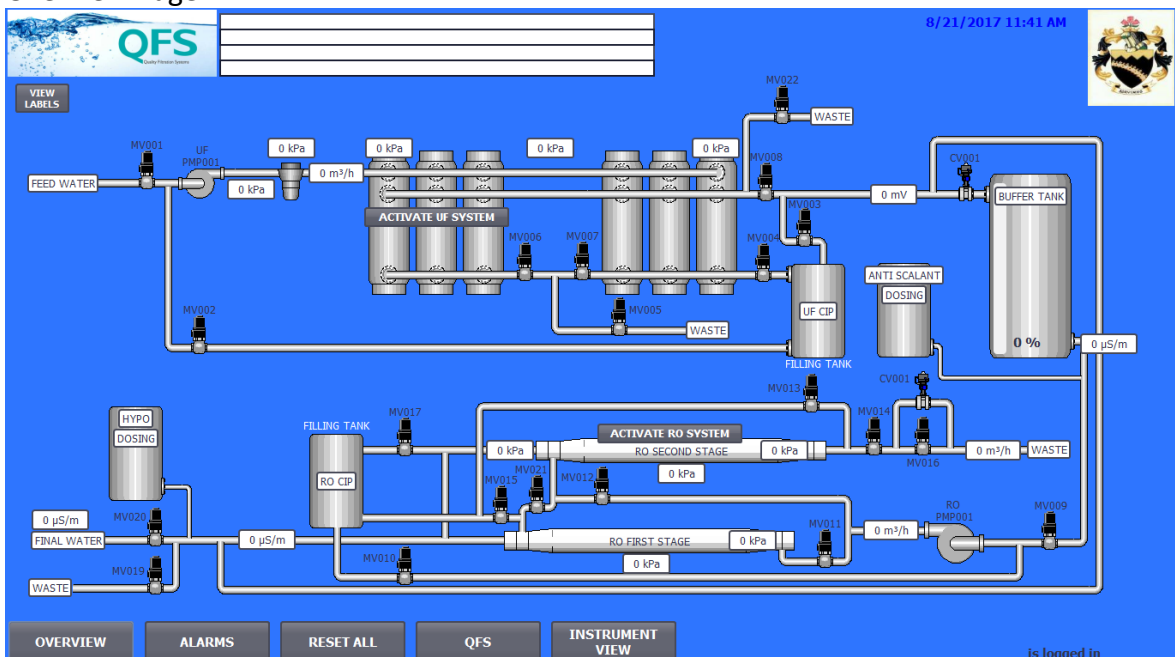 QFS
Quality Filtration Systems
8/21/2017 11:41 AM
VIEW
LABELS
MV022
WASTE
MV001
UF
PMP001
0 kPa
0 kPa
0 kPa
0 kPa
MV008
CV001
FEED WATER
0 kPa
0 m³/h
0 mV
BUFFER TANK
MV003
ACTIVATE UF SYSTEM
MV006
MV007
MV004
ANTI SCALANT
DOSING
MV002
MV005
UF CIP
WASTE
0 %
0 µS/m
FILLING TANK
MV013
CV001
HYPO
DOSING
FILLING TANK
MV017
MV014
ACTIVATE RO SYSTEM
0 kPa
RO SECOND STAGE
0 kPa
0 m³/h
WASTE
MV016
RO CIP
MV015
MV021
MV012
0 kPa
0 µS/m
MV020
RO
PMP001
MV009
FINAL WATER
0 µS/m
RO FIRST STAGE
0 kPa
MV011
0 m³/h
MV010
0 kPa
MV019
WASTE
OVERVIEW
ALARMS
RESET ALL
QFS
INSTRUMENT
VIEW
is logged in